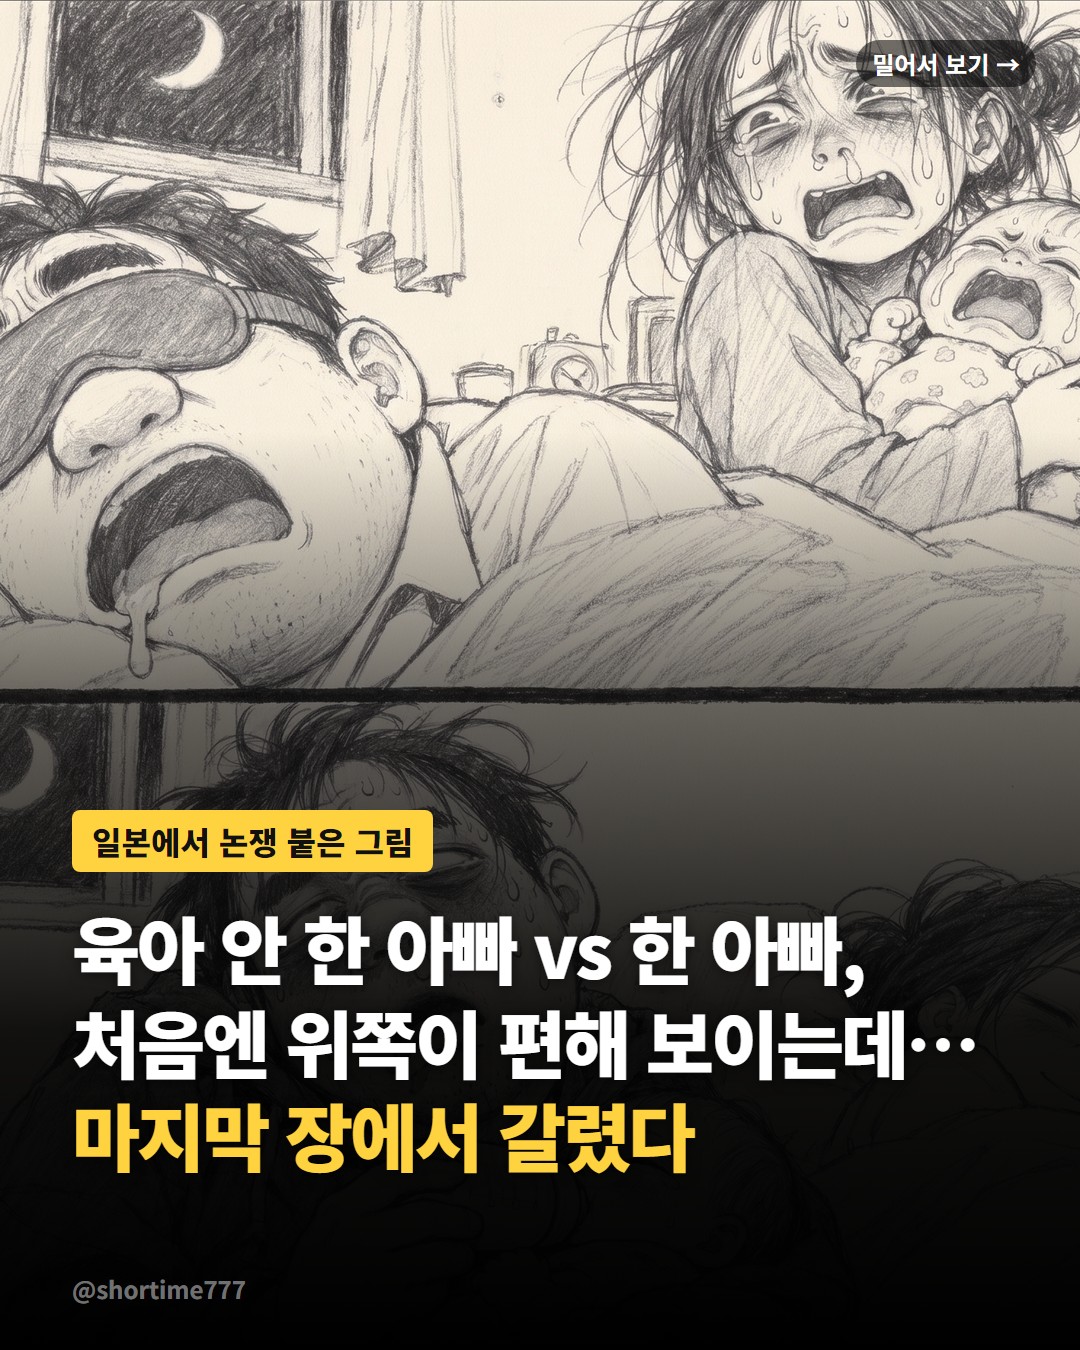 밀어서 보기 →
일본에서 논쟁 붙은 그림
육아 안 한 아빠 vs 한 아빠,
처음엔 위쪽이 편해 보이는데…
마지막 장에서 갈렸다
@shortime777